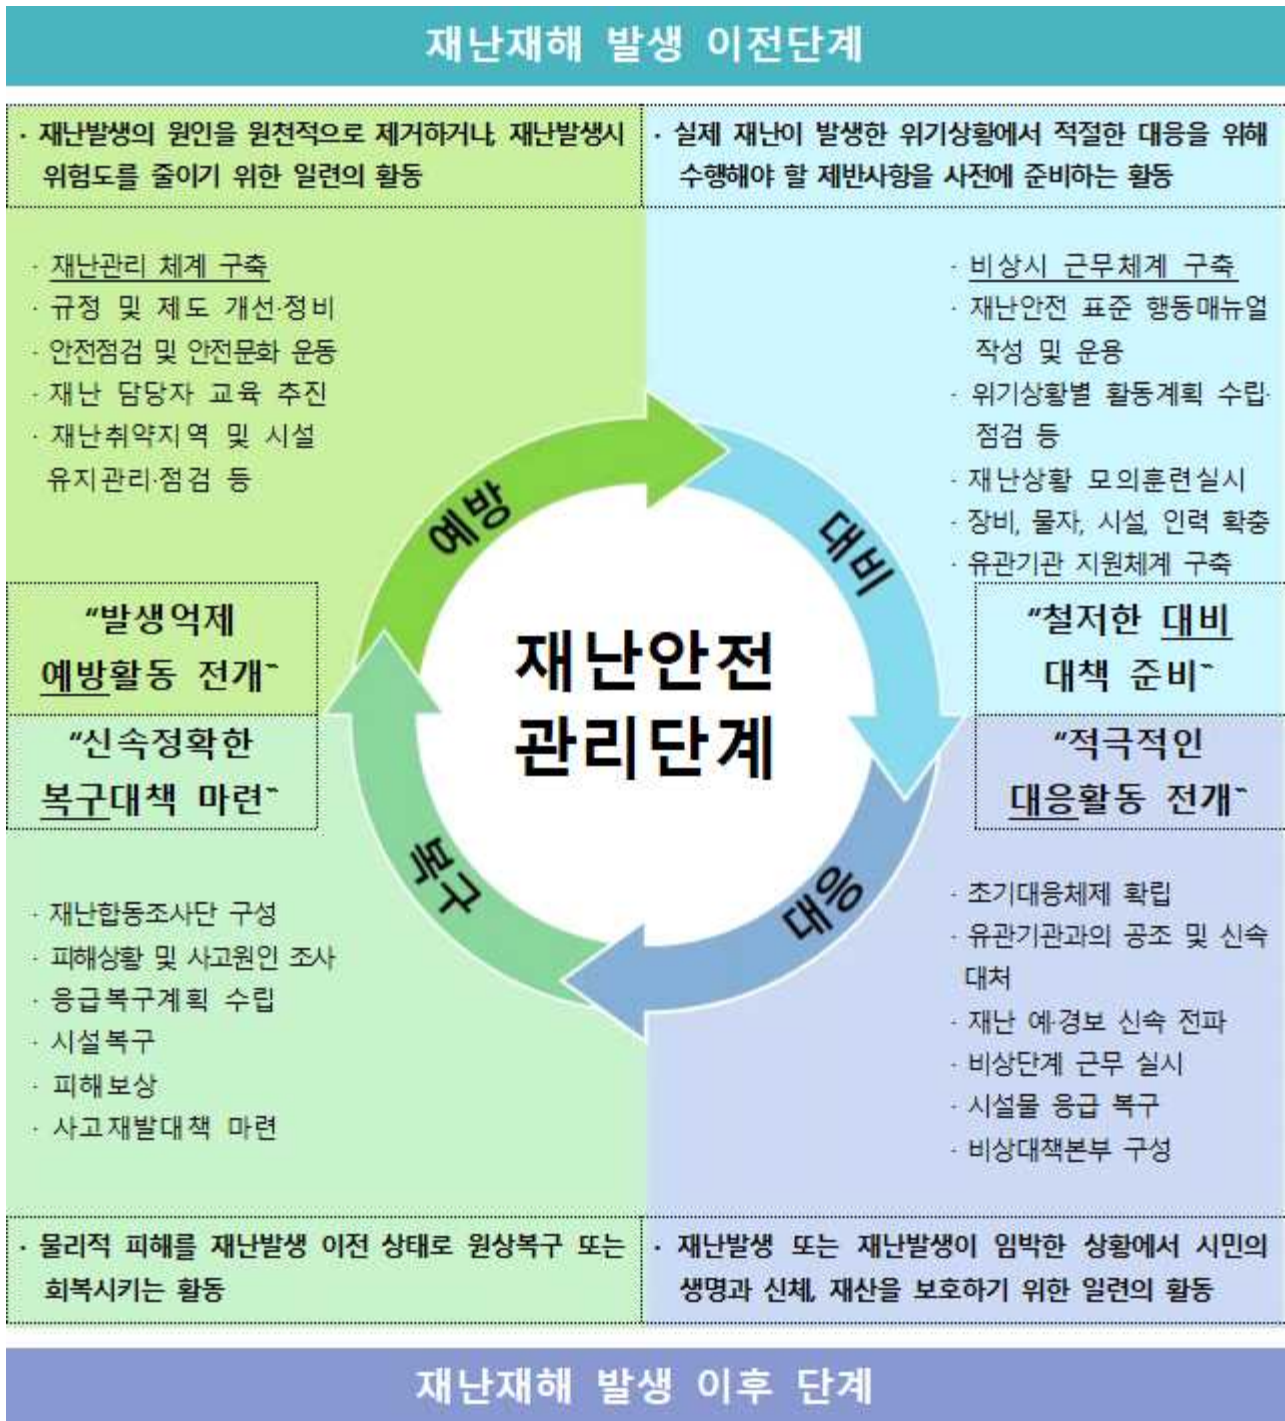 재난재해 발생 이전단계
· 재난발생의 원인을 원천적으로 제거하거나, 재난발생시
위험도를 줄이기 위한 일련의 활동
· 실제 재난이 발생한 위기상황에서 적절한 대응을 위해
수행해야 할 제반사항을 사전에 준비하는 활동
· 재난관리 체계 구축
· 규정 및 제도 개선·정비
· 안전점검 및 안전문화 운동
· 재난 담당자 교육 추진
· 재난취약지역 및 시설
유지관리·점검 등
· 비상시 근무체계 구축
· 재난안전 표준 행동매뉴얼
작성 및 운용
· 위기상황별 활동계획 수립·
점검 등
· 재난상황 모의훈련실시
· 장비, 물자, 시설, 인력 확충
· 유관기관 지원체계 구축
예방
대비
"발생억제
예방활동 전개"
"철저한 대비
대책 준비"
재난안전
관리단계
"신속정확한
복구대책 마련"
"적극적인
대응활동 전개"
복구
대응
· 재난합동조사단 구성
· 피해상황 및 사고원인 조사
· 응급복구계획 수립
· 시설복구
· 피해보상
· 사고재발대책 마련
· 초기대응체제 확립
· 유관기관과의 공조 및 신속
대처
· 재난 예·경보 신속 전파
· 비상단계 근무 실시
· 시설물 응급 복구
· 비상대책본부 구성
· 물리적 피해를 재난발생 이전 상태로 원상복구 또는
회복시키는 활동
· 재난발생 또는 재난발생이 임박한 상황에서 시민의
생명과 신체, 재산을 보호하기 위한 일련의 활동
재난재해 발생 이후 단계